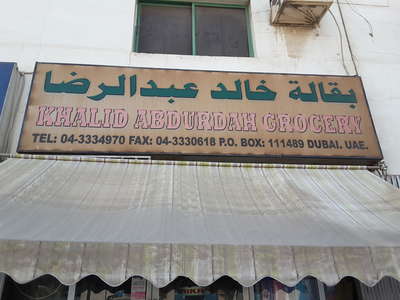 بقالة خالد عبدالرضا
KHALID ABDURDAH GROCERY
TEL: 04-3334970 FAX: 04-3330618 P.O. BOX: 111489 DUBAI. UAE.